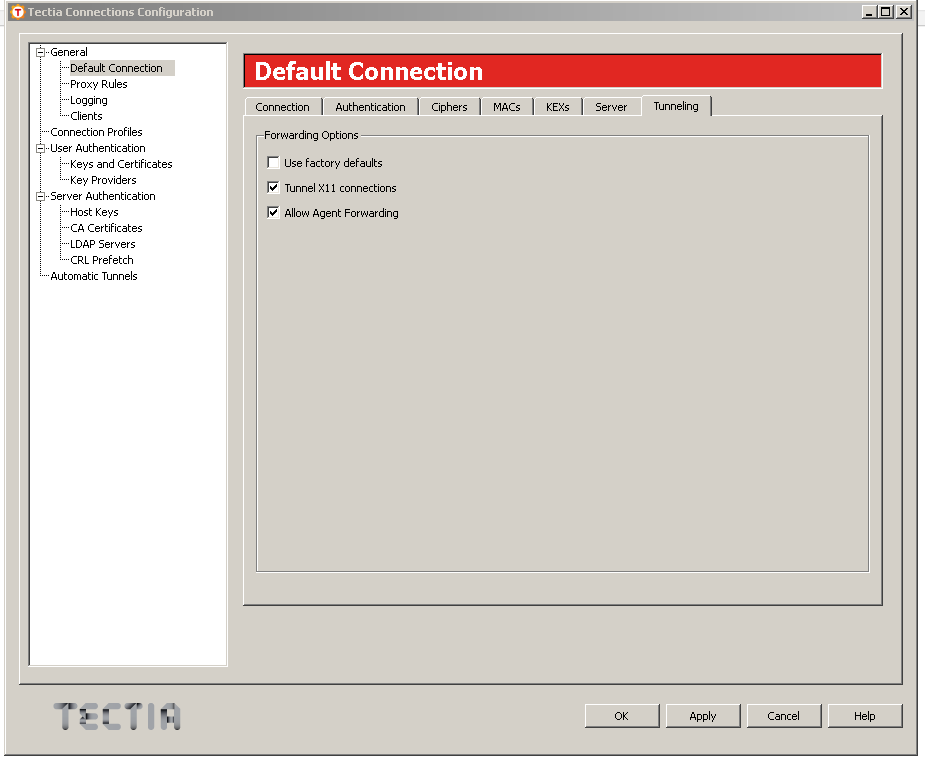 Tectia Connections Configuration
General
Default Connection
Proxy Rules
Logging
Clients
Connection Profiles
User Authentication
Keys and Certificates
Key Providers
Server Authentication
Host Keys
CA Certificates
LDAP Servers
CRL Prefetch
Automatic Tunnels
Default Connection
Connection Authentication Ciphers MACs KEXs Server Tunneling
Forwarding Options
Use factory defaults
Tunnel X11 connections
Allow Agent Forwarding
TECTIA
OK Apply Cancel Help